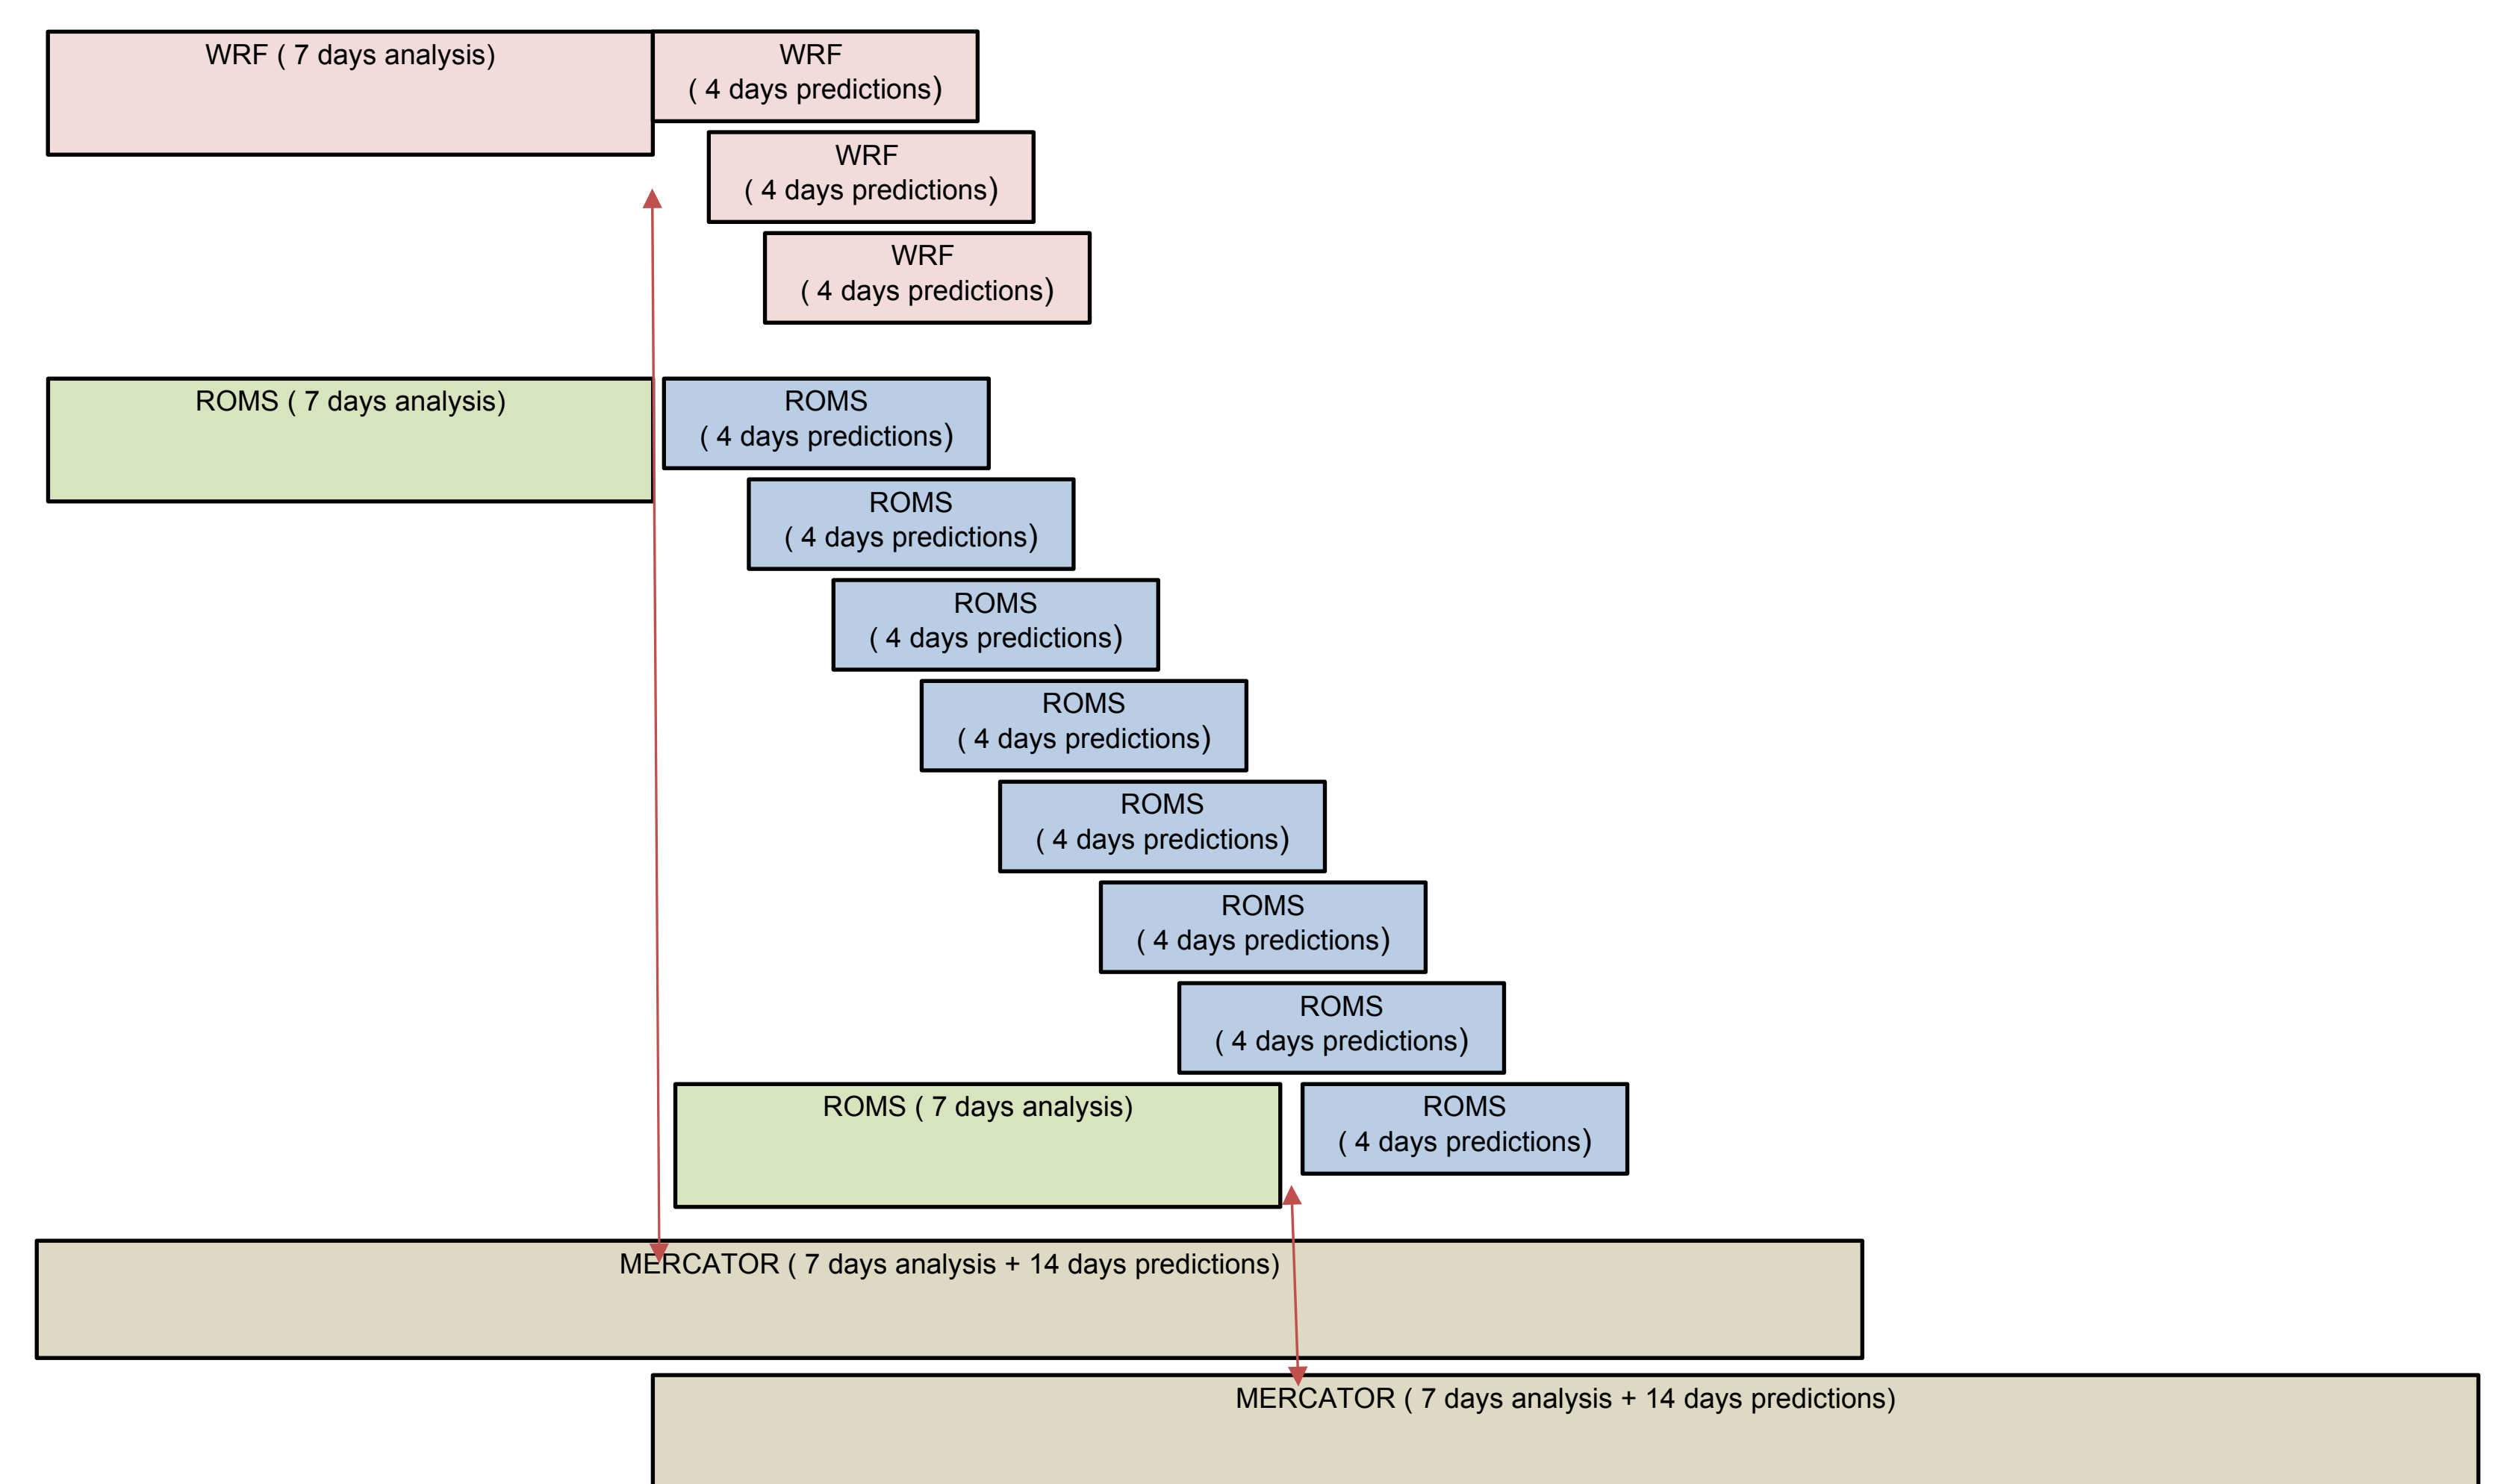 WRF ( 7 days analysis)
WRF
( 4 days predictions)
WRF
( 4 days predictions)
WRF
( 4 days predictions)
ROMS ( 7 days analysis)
ROMS
( 4 days predictions)
ROMS
( 4 days predictions)
ROMS
( 4 days predictions)
ROMS
( 4 days predictions)
ROMS
( 4 days predictions)
ROMS
( 4 days predictions)
ROMS
( 4 days predictions)
ROMS ( 7 days analysis)
ROMS
( 4 days predictions)
MERCATOR ( 7 days analysis + 14 days predictions)
MERCATOR ( 7 days analysis + 14 days predictions)